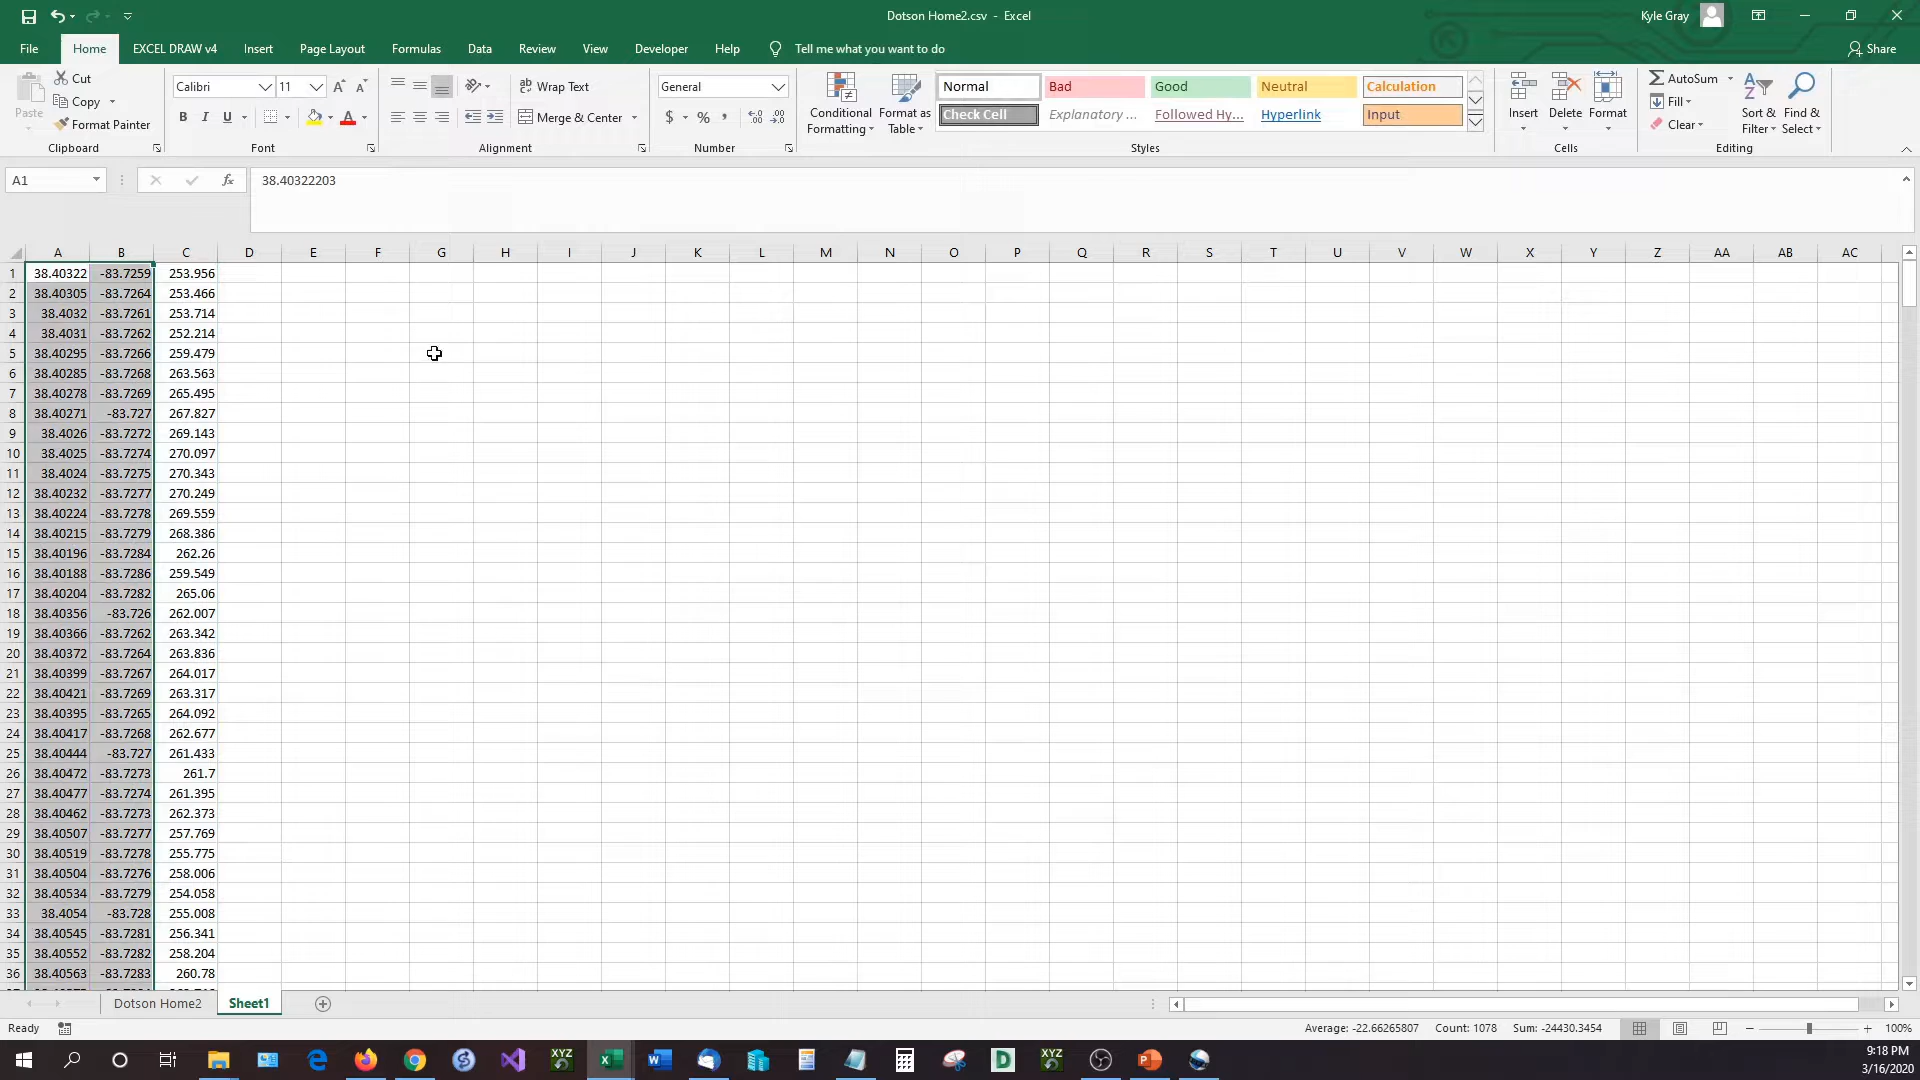 Dotson Home2.csv - Excel
Kyle Gray
File Home EXCEL DRAW v4 Insert Page Layout Formulas Data Review View Developer Help Tell me what you want to do Share
Paste
Cut
Copy
Format Painter
Clipboard
Calibri 11
B I U
Font
Wrap Text
Merge & Center
Alignment
General
$ % ,
Number
Conditional
Formatting
Format as
Table
Normal Bad Good Neutral Calculation
Check Cell Explanatory ... Followed Hy... Hyperlink Input
Styles
Insert Delete Format
Cells
AutoSum
Fill
Clear
Sort &
Filter
Find &
Select
Editing
A1 fx 38.40322203
A B C D E F G H I J K L M N O P Q R S T U V W X Y Z AA AB AC
1 38.40322 -83.7259 253.956
2 38.40305 -83.7264 253.466
3 38.4032 -83.7261 253.714
4 38.4031 -83.7262 252.214
5 38.40295 -83.7266 259.479
6 38.40285 -83.7268 263.563
7 38.40278 -83.7269 265.495
8 38.40271 -83.727 267.827
9 38.4026 -83.7272 269.143
10 38.4025 -83.7274 270.097
11 38.4024 -83.7275 270.343
12 38.40232 -83.7277 270.249
13 38.40224 -83.7278 269.559
14 38.40215 -83.7279 268.386
15 38.40196 -83.7284 262.26
16 38.40188 -83.7286 259.549
17 38.40204 -83.7282 265.06
18 38.40356 -83.726 262.007
19 38.40366 -83.7262 263.342
20 38.40372 -83.7264 263.836
21 38.40399 -83.7267 264.017
22 38.40421 -83.7269 263.317
23 38.40395 -83.7265 264.092
24 38.40417 -83.7268 262.677
25 38.40444 -83.727 261.433
26 38.40472 -83.7273 261.7
27 38.40477 -83.7274 261.395
28 38.40462 -83.7273 262.373
29 38.40507 -83.7277 257.769
30 38.40519 -83.7278 255.775
31 38.40504 -83.7276 258.006
32 38.40534 -83.7279 254.058
33 38.4054 -83.728 255.008
34 38.40545 -83.7281 256.341
35 38.40552 -83.7282 258.204
36 38.40563 -83.7283 260.78
Dotson Home2 Sheet1
Ready Average: -22.66265807 Count: 1078 Sum: -24430.3454 100%
XYZ XYZ
9:18 PM
3/16/2020